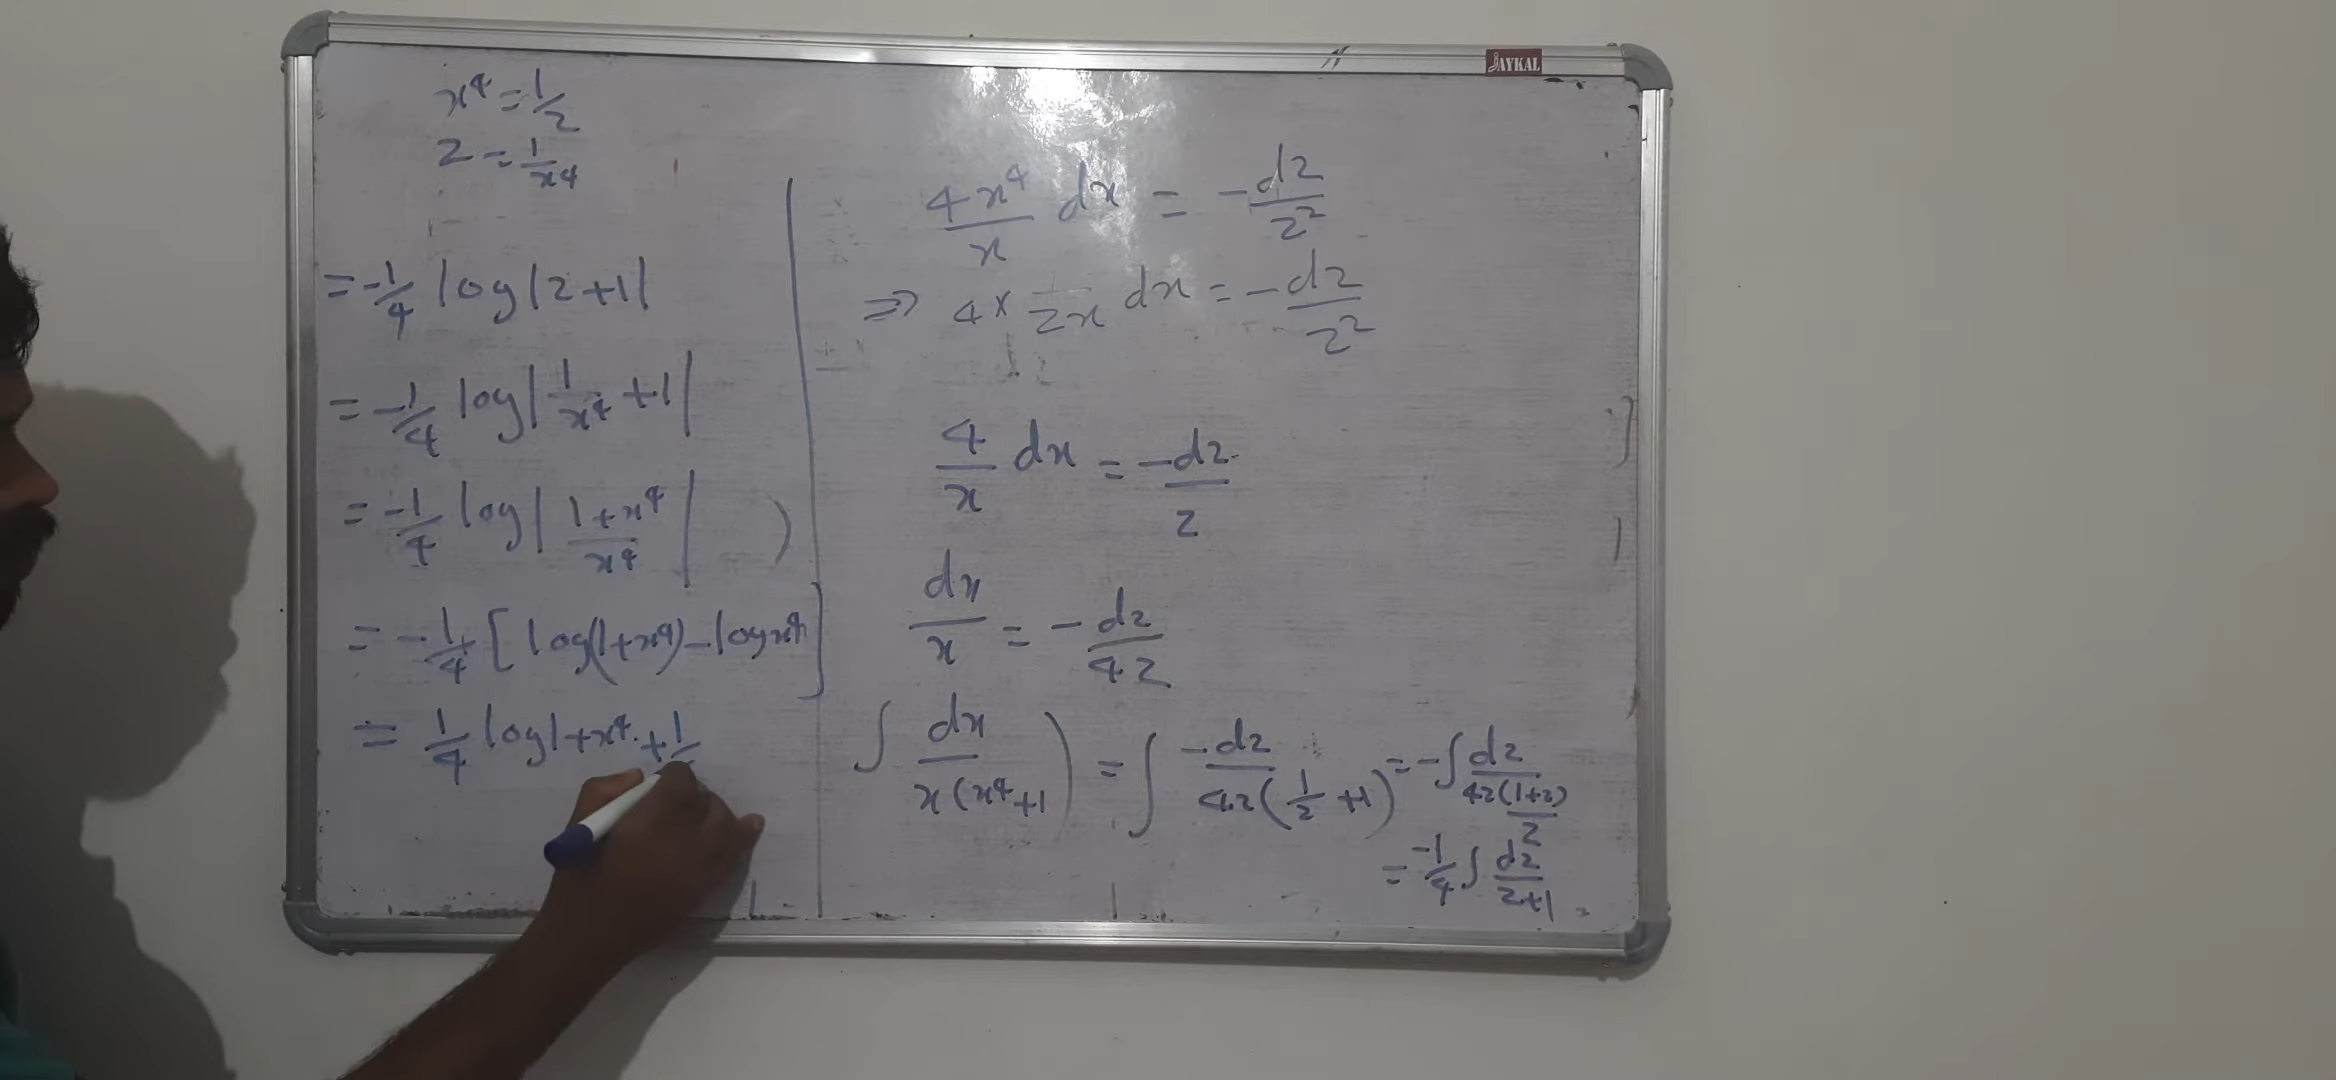 JAYKAL
x⁴ = 1/z
z = 1/x⁴
= -1/4 log|z+1|
= -1/4 log|1/x⁴ + 1|
= -1/4 log|(1+x⁴)/x⁴|
= -1/4 [log(1+x⁴) - log x⁴]
= 1/4 log 1+x⁴ + 1/
4x⁴/x dx = -dz/z²
⇒ 4 × 1/zx dx = -dz/z²
4/x dx = -dz/z
dx/x = -dz/4z
∫ dx/x(x⁴+1) = ∫ -dz/4z(1/z +1) = -∫ dz/4z(1+z)/z
= -1/4 ∫ dz/z+1